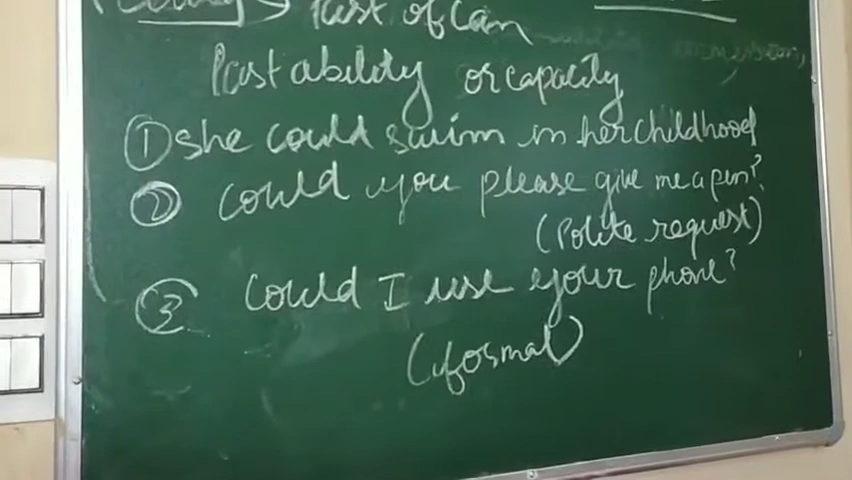 Past of Can
Past ability or capacity
① She could swim in her childhood
② Could you please give me a pen?
(Polite request)
③ Could I use your phone?
(formal)